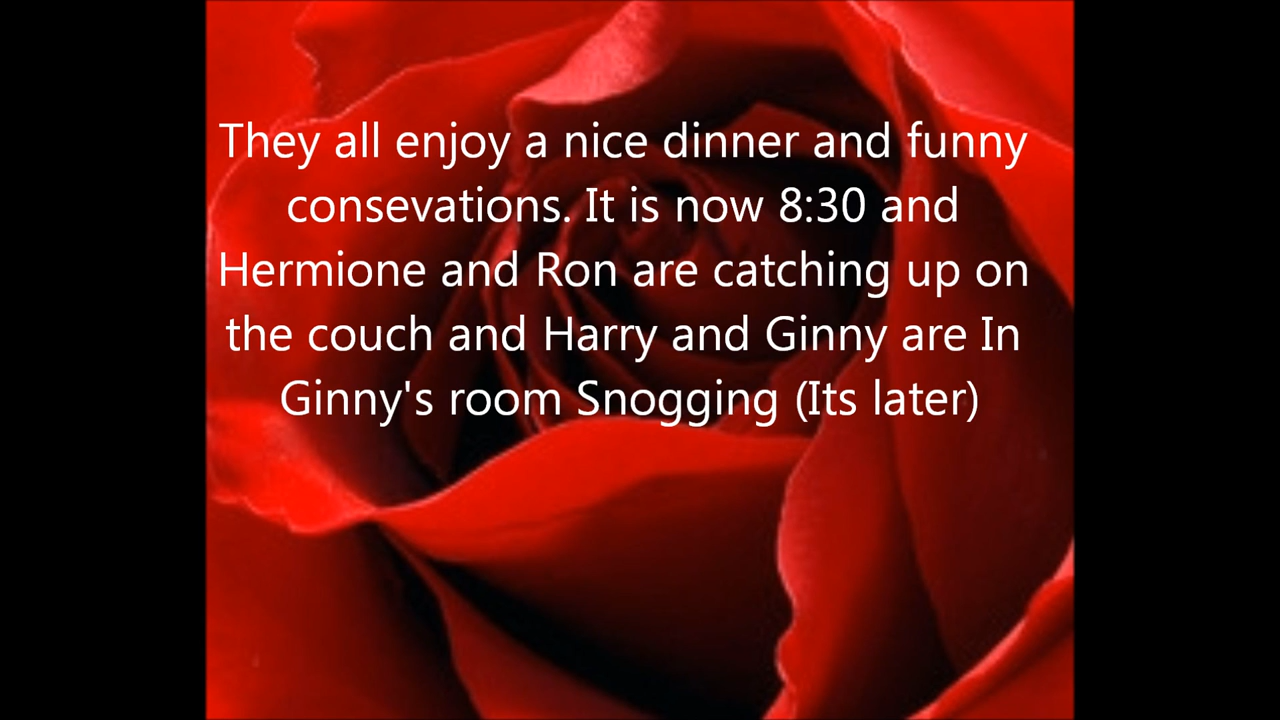 They all enjoy a nice dinner and funny
consevations. It is now 8:30 and
Hermione and Ron are catching up on
the couch and Harry and Ginny are In
Ginny's room Snogging (Its later)